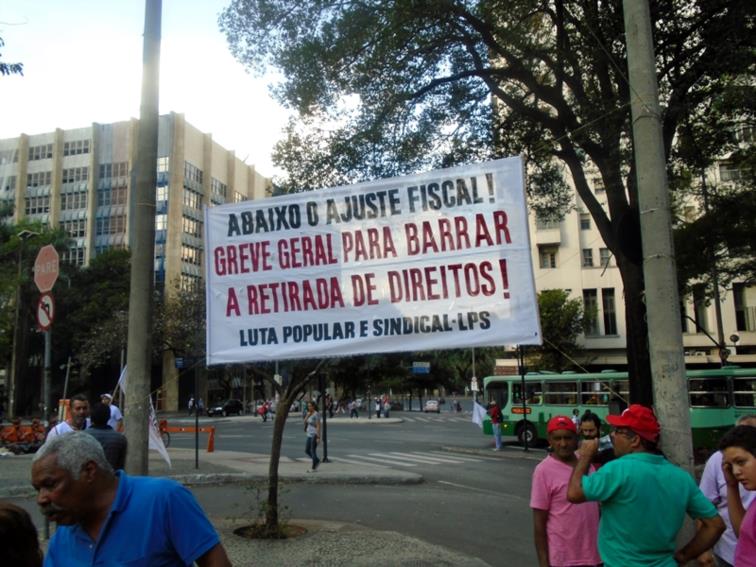 ABAIXO O AJUSTE FISCAL!
GREVE GERAL PARA BARRAR
A RETIRADA DE DIREITOS!
LUTA POPULAR E SINDICAL-LPS
PARE